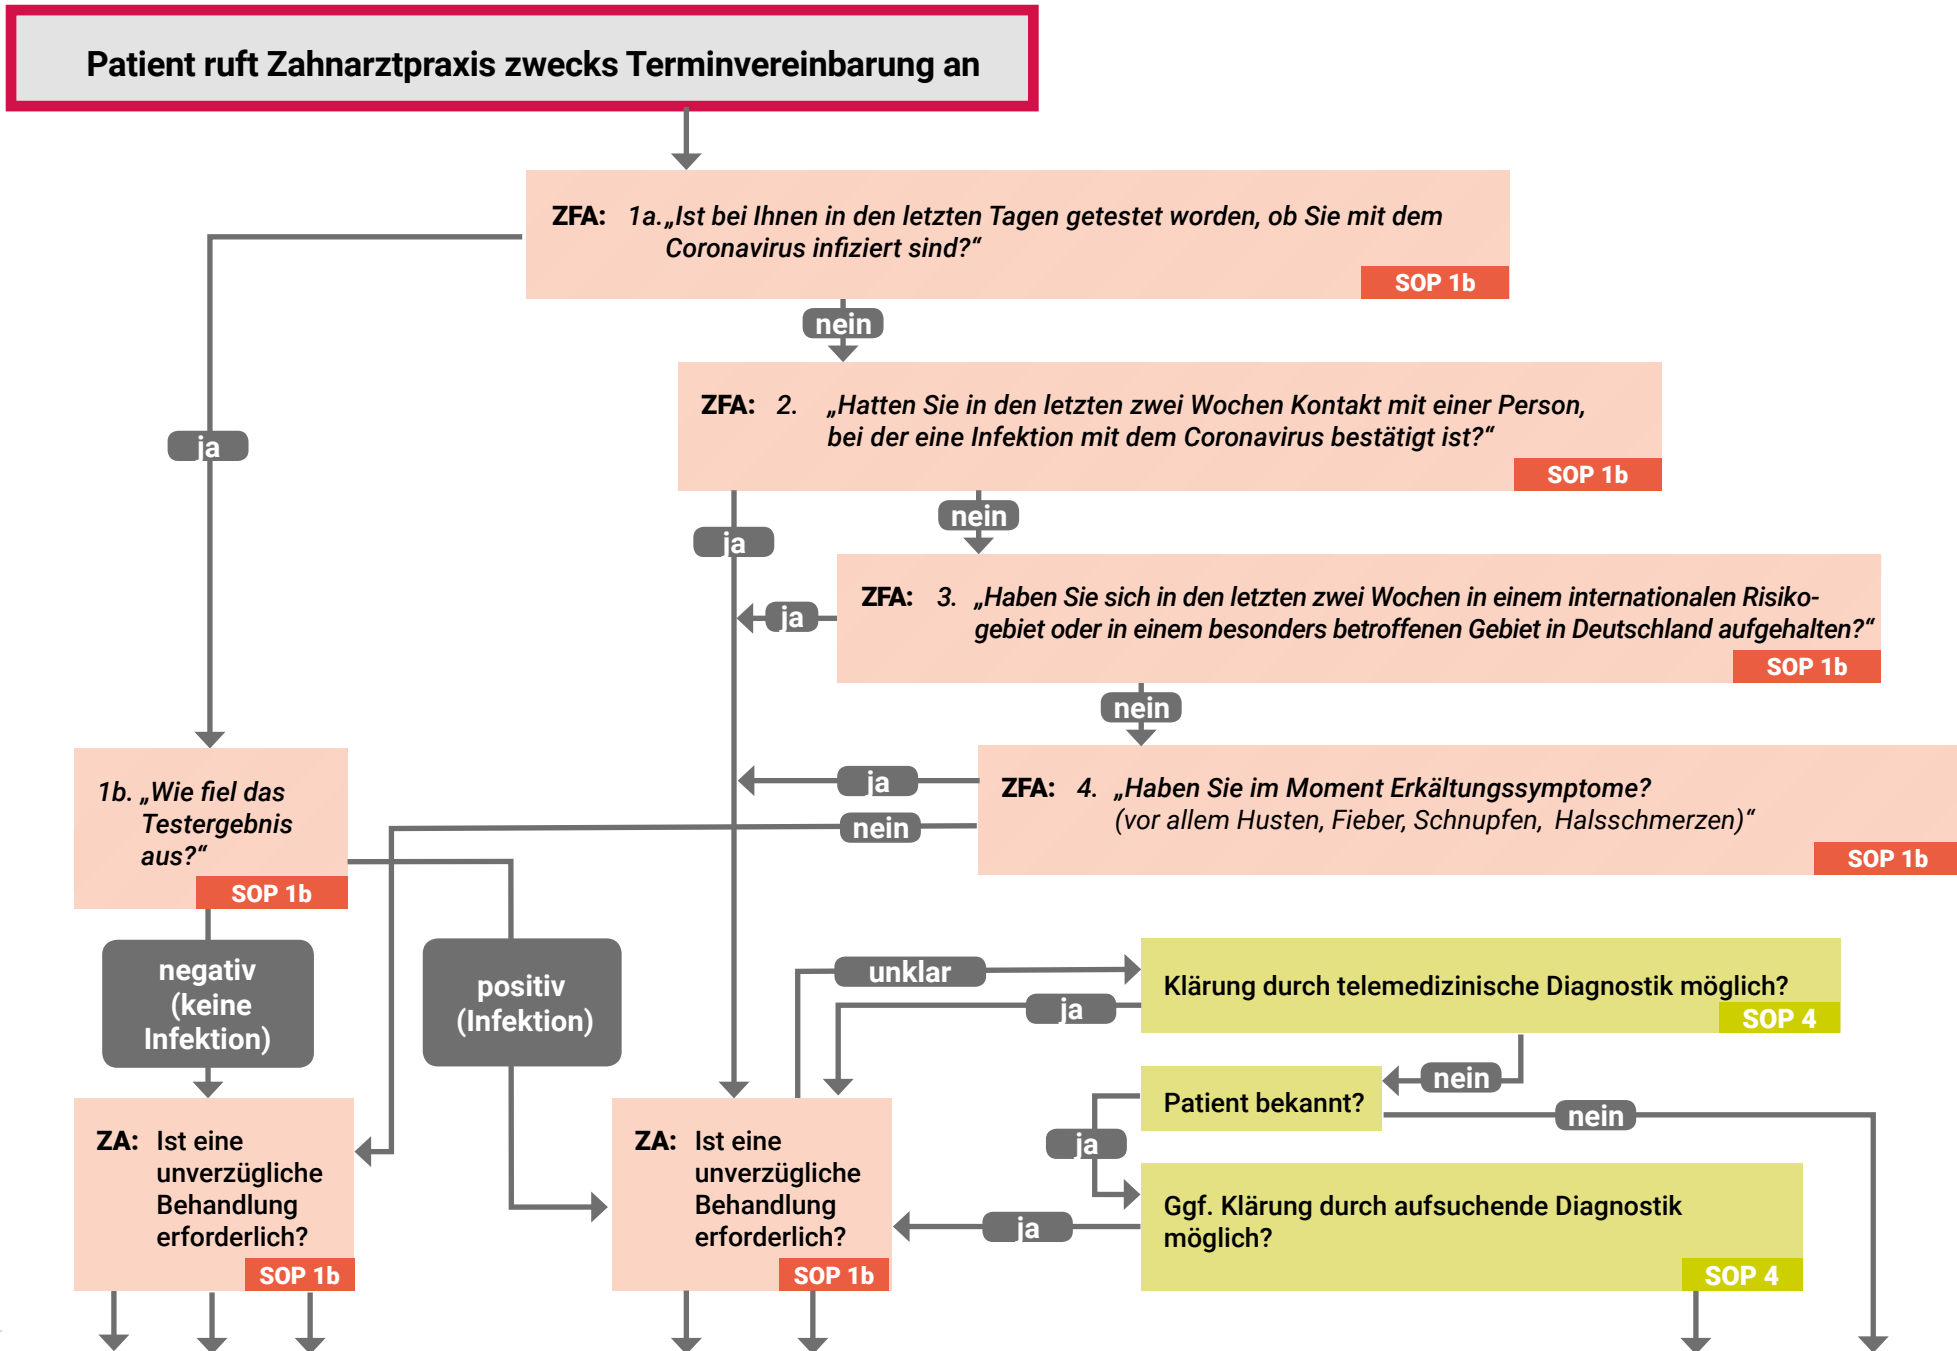 Patient ruft Zahnarztpraxis zwecks Terminvereinbarung an
ZFA: 1a. „Ist bei Ihnen in den letzten Tagen getestet worden, ob Sie mit dem
Coronavirus infiziert sind?“
SOP 1b
nein
ZFA: 2. „Hatten Sie in den letzten zwei Wochen Kontakt mit einer Person,
bei der eine Infektion mit dem Coronavirus bestätigt ist?“
SOP 1b
ja
nein
ja
ZFA: 3. „Haben Sie sich in den letzten zwei Wochen in einem internationalen Risiko-
gebiet oder in einem besonders betroffenen Gebiet in Deutschland aufgehalten?“
SOP 1b
ja
nein
ZFA: 4. „Haben Sie im Moment Erkältungssymptome?
(vor allem Husten, Fieber, Schnupfen, Halsschmerzen)“
SOP 1b
ja
nein
1b. „Wie fiel das
Testergebnis
aus?“
SOP 1b
negativ
(keine
Infektion)
positiv
(Infektion)
unklar
Klärung durch telemedizinische Diagnostik möglich?
SOP 4
ja
nein
Patient bekannt?
nein
ja
ZA: Ist eine
unverzügliche
Behandlung
erforderlich?
SOP 1b
ZA: Ist eine
unverzügliche
Behandlung
erforderlich?
SOP 1b
ja
Ggf. Klärung durch aufsuchende Diagnostik
möglich?
SOP 4